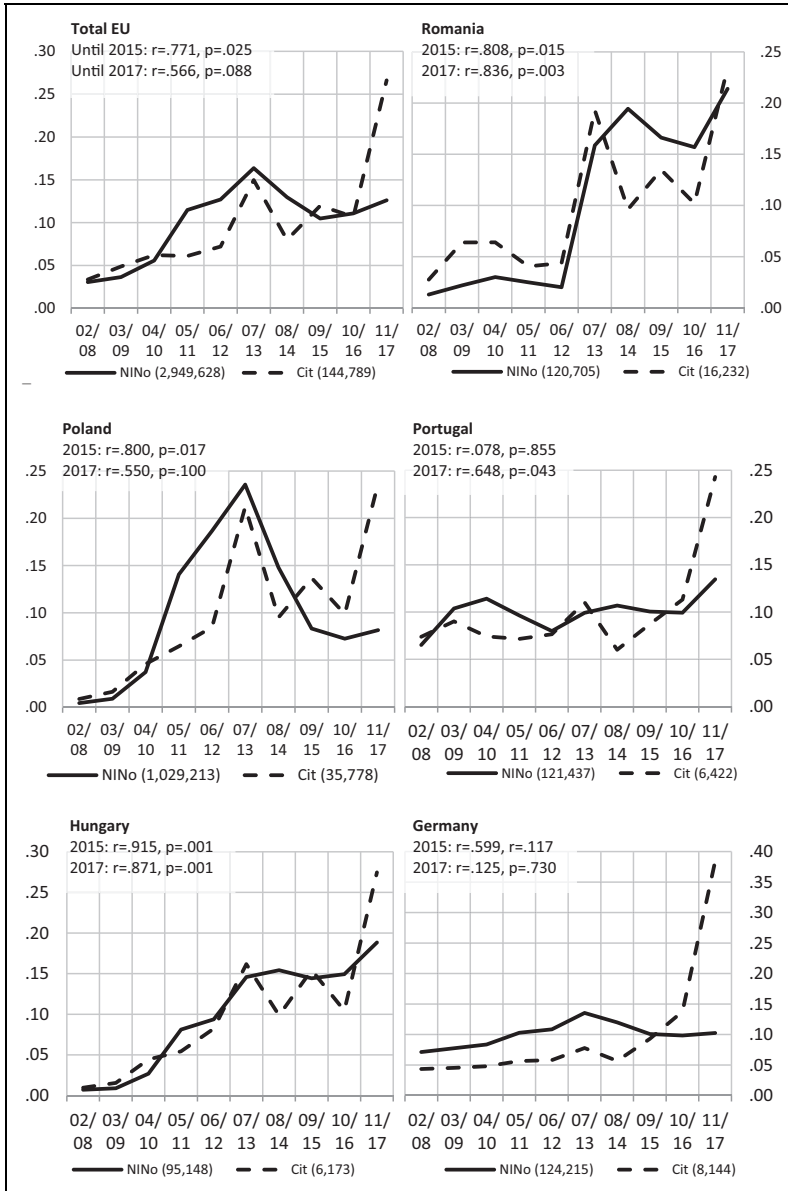 Total EU
Until 2015: r=.771, p=.025
Until 2017: r=.566, p=.088
.30
.25
.20
.15
.10
.05
.00
02/ 03/ 04/ 05/ 06/ 07/ 08/ 09/ 10/ 11/
08 09 10 11 12 13 14 15 16 17
NINo (2,949,628) Cit (144,789)
Romania
2015: r=.808, p=.015
2017: r=.836, p=.003
.25
.20
.15
.10
.05
.00
02/ 03/ 04/ 05/ 06/ 07/ 08/ 09/ 10/ 11/
08 09 10 11 12 13 14 15 16 17
NINo (120,705) Cit (16,232)
Poland
2015: r=.800, p=.017
2017: r=.550, p=.100
.25
.20
.15
.10
.05
.00
02/ 03/ 04/ 05/ 06/ 07/ 08/ 09/ 10/ 11/
08 09 10 11 12 13 14 15 16 17
NINo (1,029,213) Cit (35,778)
Portugal
2015: r=.078, p=.855
2017: r=.648, p=.043
.25
.20
.15
.10
.05
.00
02/ 03/ 04/ 05/ 06/ 07/ 08/ 09/ 10/ 11/
08 09 10 11 12 13 14 15 16 17
NINo (121,437) Cit (6,422)
Hungary
2015: r=.915, p=.001
2017: r=.871, p=.001
.30
.25
.20
.15
.10
.05
.00
02/ 03/ 04/ 05/ 06/ 07/ 08/ 09/ 10/ 11/
08 09 10 11 12 13 14 15 16 17
NINo (95,148) Cit (6,173)
Germany
2015: r=.599, r=.117
2017: r=.125, p=.730
.40
.35
.30
.25
.20
.15
.10
.05
.00
02/ 03/ 04/ 05/ 06/ 07/ 08/ 09/ 10/ 11/
08 09 10 11 12 13 14 15 16 17
NINo (124,215) Cit (8,144)